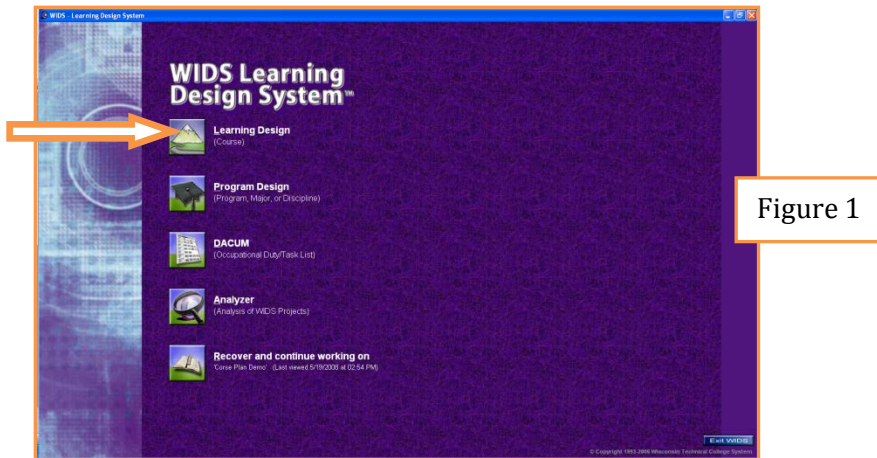 WIDS - Learning Design System
WIDS Learning
Design System™
Learning Design
(Course)
Program Design
(Program, Major, or Discipline)
Figure 1
DACUM
(Occupational Duty/Task List)
Analyzer
(Analysis of WIDS Projects)
Recover and continue working on
'Corse Plan Demo' (Last viewed 5/19/2008 at 02:54 PM)
Exit WIDS
© Copyright 1993-2006 Wisconsin Technical College System